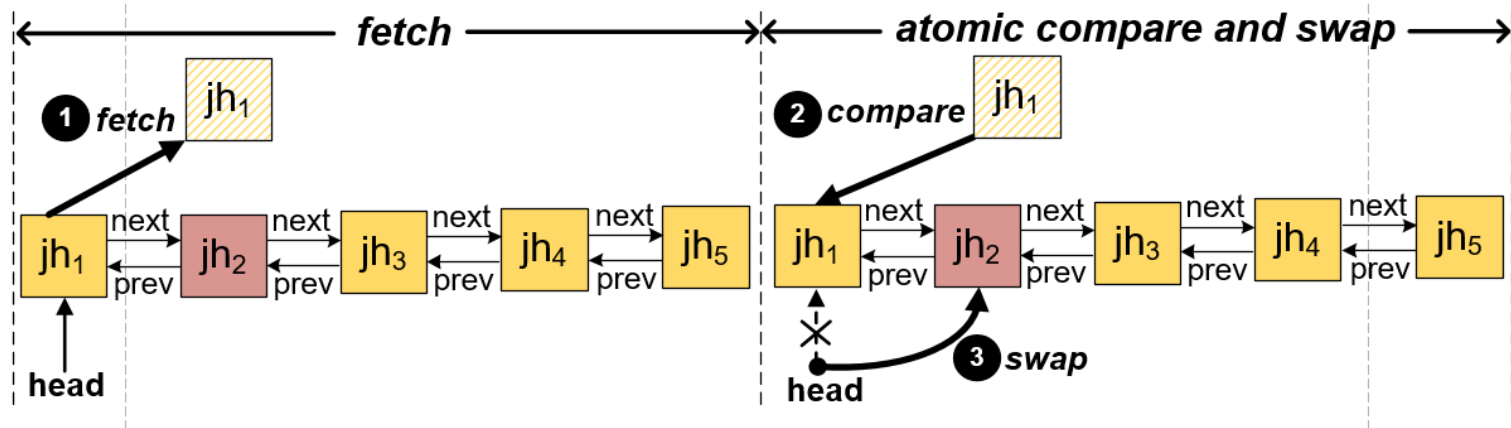 fetch
jh₁
1 fetch
next next next next
jh₁ jh₂ jh₃ jh₄ jh₅
prev prev prev prev
head
atomic compare and swap
jh₁
2 compare
next next next next
jh₁ jh₂ jh₃ jh₄ jh₅
prev prev prev prev
3 swap
head